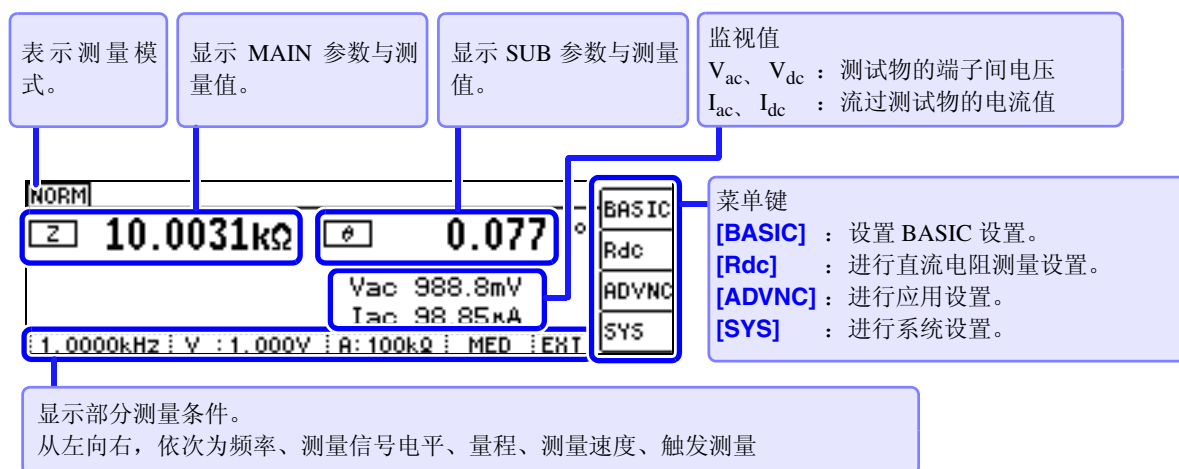 表示测量模
式。
显示 MAIN 参数与测
量值。
显示 SUB 参数与测量
值。
监视值
Vac、 Vdc ：测试物的端子间电压
Iac、 Idc ：流过测试物的电流值
NORM
Z 10.0031kΩ θ 0.077 °
Vac 988.8mV
Iac 98.85μA
1.0000kHz V :1.000V A:100kΩ MED EXT
BASIC
Rdc
ADVNC
SYS
菜单键
[BASIC] ：设置 BASIC 设置。
[Rdc] ：进行直流电阻测量设置。
[ADVNC] ：进行应用设置。
[SYS] ：进行系统设置。
显示部分测量条件。
从左向右，依次为频率、测量信号电平、量程、测量速度、触发测量